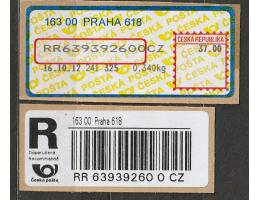 163 00 PRAHA 618
ČESKÁ REPUBLIKA
RR639392600CZ
37.00
16.10.12 241 325 0.340kg
163 00 Praha 618
R
Doporučeně
Recommandé
Česká pošta
RR 63939260 0 CZ